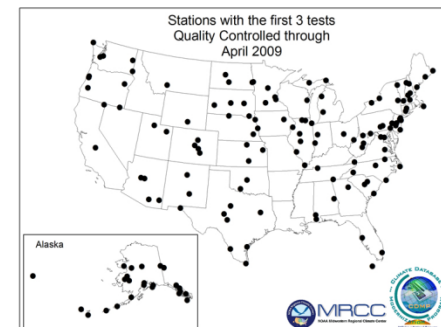 Stations with the first 3 tests
Quality Controlled through
April 2009
Alaska
MRCC